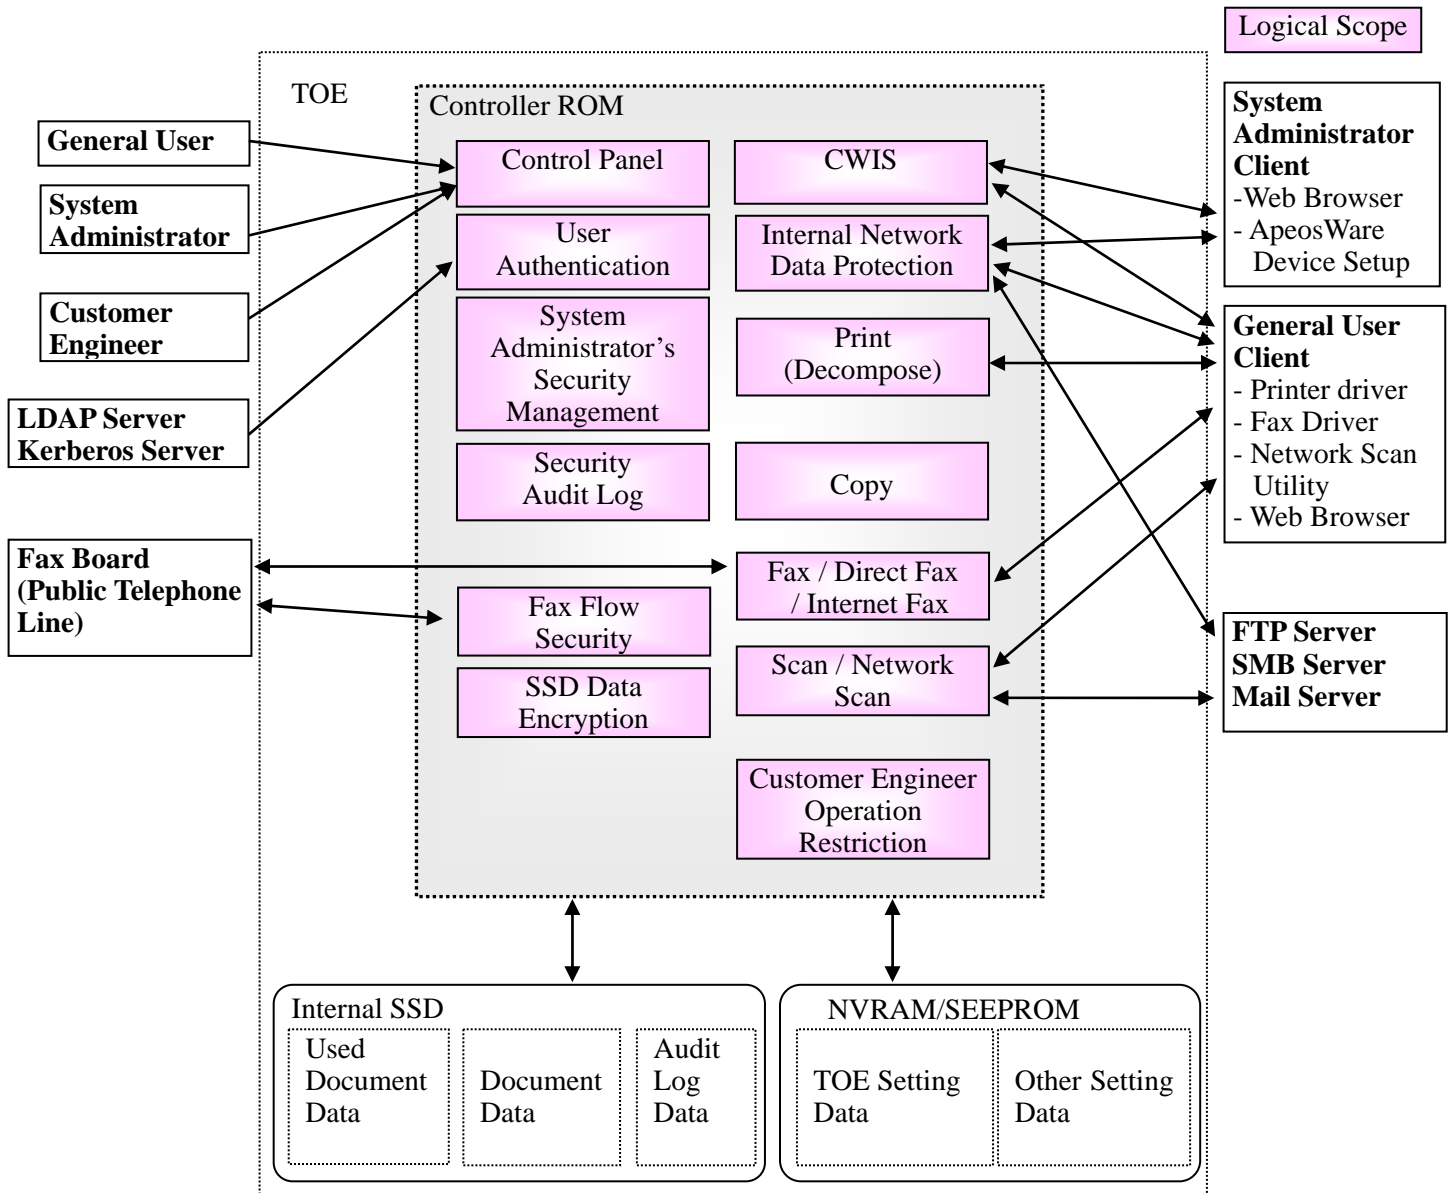 Logical Scope
TOE
Controller ROM
General User
System
Administrator
Customer
Engineer
LDAP Server
Kerberos Server
Fax Board
(Public Telephone
Line)
Control Panel
User
Authentication
System
Administrator’s
Security
Management
Security
Audit Log
Fax Flow
Security
SSD Data
Encryption
CWIS
Internal Network
Data Protection
Print
(Decompose)
Copy
Fax / Direct Fax
/ Internet Fax
Scan / Network
Scan
Customer Engineer
Operation
Restriction
System
Administrator
Client
-Web Browser
- ApeosWare
Device Setup
General User
Client
- Printer driver
- Fax Driver
- Network Scan
Utility
- Web Browser
FTP Server
SMB Server
Mail Server
Internal SSD
Used
Document
Data
Document
Data
Audit
Log
Data
NVRAM/SEEPROM
TOE Setting
Data
Other Setting
Data